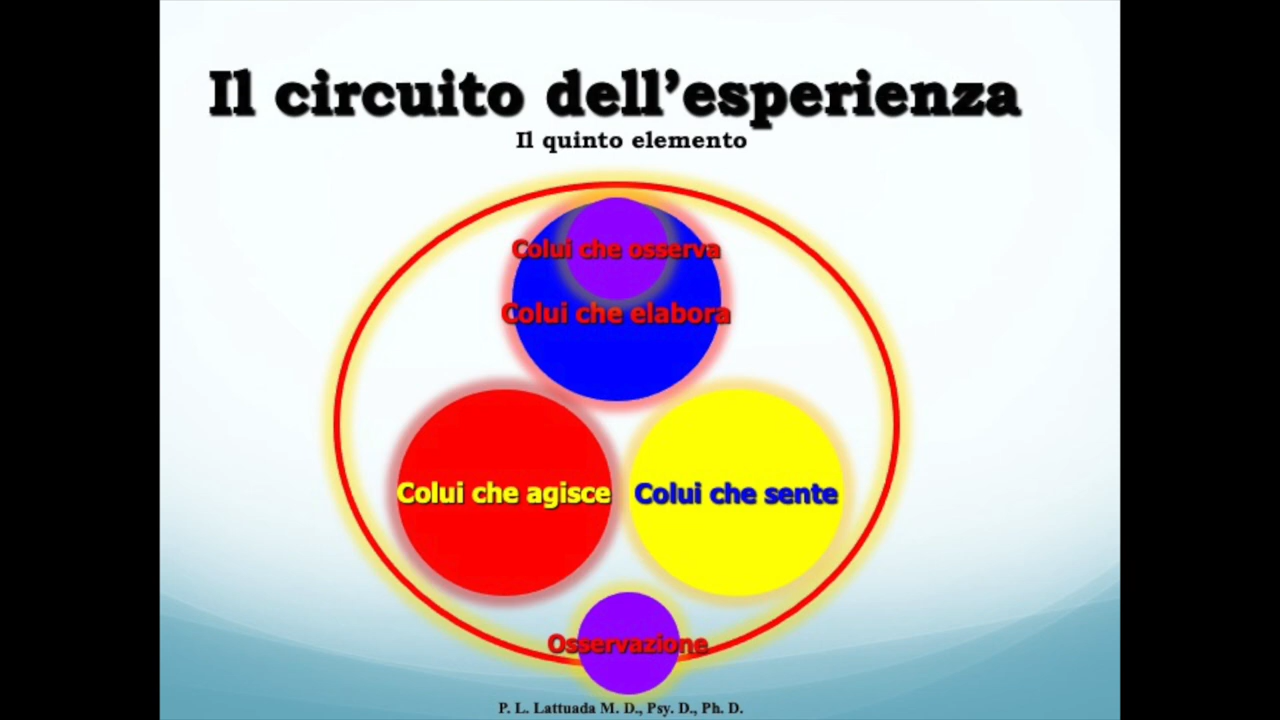 Il circuito dell’esperienza
Il quinto elemento
Colui che osserva
Colui che elabora
Colui che agisce
Colui che sente
Osservazione
P. L. Lattuada M. D., Psy. D., Ph. D.